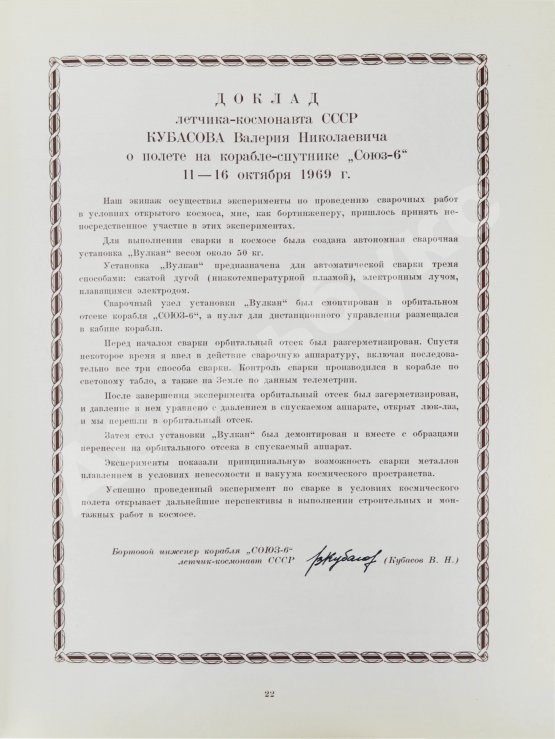 ДОКЛАД
летчика-космонавта СССР
КУБАСОВА Валерия Николаевича
о полете на корабле-спутнике „Союз-6“
11—16 октября 1969 г.
Наш экипаж осуществил эксперименты по проведению сварочных работ
в условиях открытого космоса, мне, как бортинженеру, пришлось принять не-
посредственное участие в этих экспериментах.
Для выполнения сварки в космосе была создана автономная сварочная
установка „Вулкан“ весом около 50 кг.
Установка „Вулкан“ предназначена для автоматической сварки тремя
способами: сжатой дугой (низкотемпературной плазмой), электронным лучом,
плавящимся электродом.
Сварочный узел установки „Вулкан“ был смонтирован в орбитальном
отсеке корабля „СОЮЗ-6“, а пульт для дистанционного управления размещался
в кабине корабля.
Перед началом сварки орбитальный отсек был разгерметизирован. Спустя
некоторое время я ввел в действие сварочную аппаратуру, включая последова-
тельно все три способа сварки. Контроль сварки производился в корабле по
световому табло, а также на Земле по данным телеметрии.
После завершения эксперимента орбитальный отсек был загерметизирован,
и давление в нем уравнено с давлением в спускаемом аппарате, открыт люк-лаз,
и мы перешли в орбитальный отсек.
Затем стол установки „Вулкан“ был демонтирован и вместе с образцами
перенесен из орбитального отсека в спускаемый аппарат.
Эксперименты показали принципиальную возможность сварки металлов
плавлением в условиях невесомости и вакуума космического пространства.
Успешно проведенный эксперимент по сварке в условиях космического
полета открывает дальнейшие перспективы в выполнении строительных и мон-
тажных работ в космосе.
Бортовой инженер корабля „СОЮЗ-6“
летчик-космонавт СССР ВКубасов (Кубасов В. Н.)
22